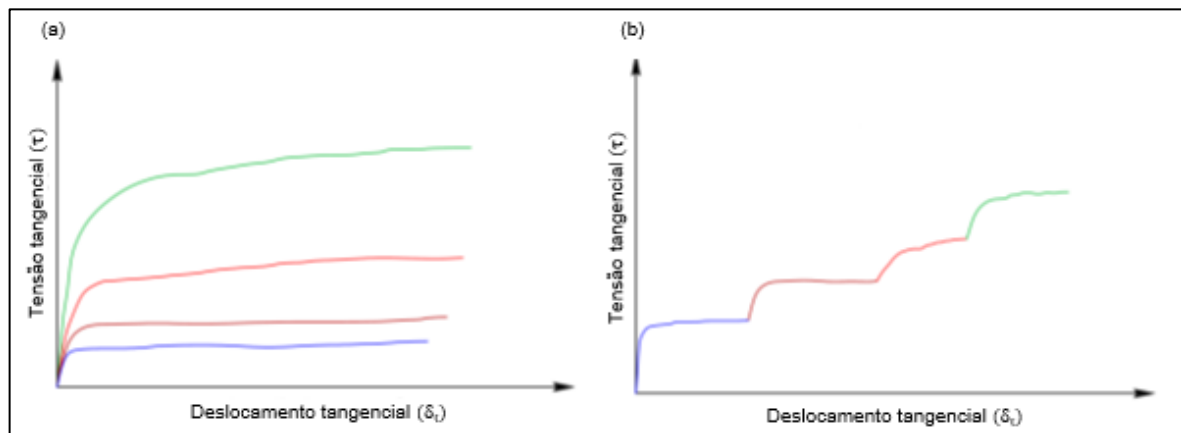 (a)
Tensão tangencial (τ)
Deslocamento tangencial (δₜ)
(b)
Tensão tangencial (τ)
Deslocamento tangencial (δₜ)